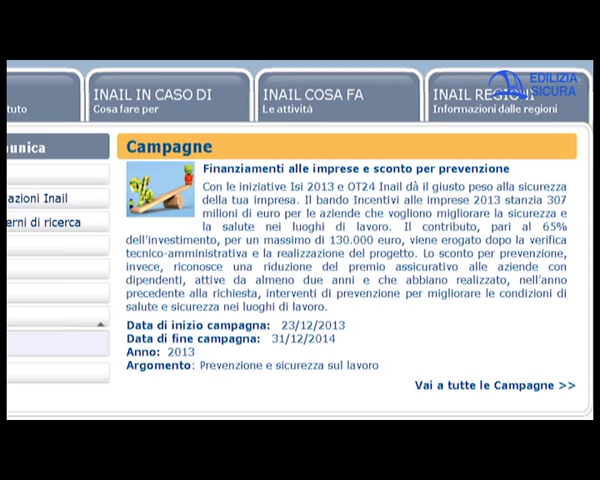 EDILIZIA
SICURA
INAIL IN CASO DI
INAIL COSA FA
INAIL REGIONI
tuto
Cosa fare per
Le attività
Informazioni dalle regioni
unica
Campagne
Finanziamenti alle imprese e sconto per prevenzione
Con le iniziative Isi 2013 e OT24 Inail dà il giusto peso alla sicurezza
della tua impresa. Il bando Incentivi alle imprese 2013 stanzia 307
milioni di euro per le aziende che vogliono migliorare la sicurezza e
la salute nei luoghi di lavoro. Il contributo, pari al 65%
dell'investimento, per un massimo di 130.000 euro, viene erogato dopo la verifica
tecnico-amministrativa e la realizzazione del progetto. Lo sconto per prevenzione,
invece, riconosce una riduzione del premio assicurativo alle aziende con
dipendenti, attive da almeno due anni e che abbiano realizzato, nell'anno
precedente alla richiesta, interventi di prevenzione per migliorare le condizioni di
salute e sicurezza nei luoghi di lavoro.
azioni Inail
erni di ricerca
Data di inizio campagna: 23/12/2013
Data di fine campagna: 31/12/2014
Anno: 2013
Argomento: Prevenzione e sicurezza sul lavoro
Vai a tutte le Campagne >>